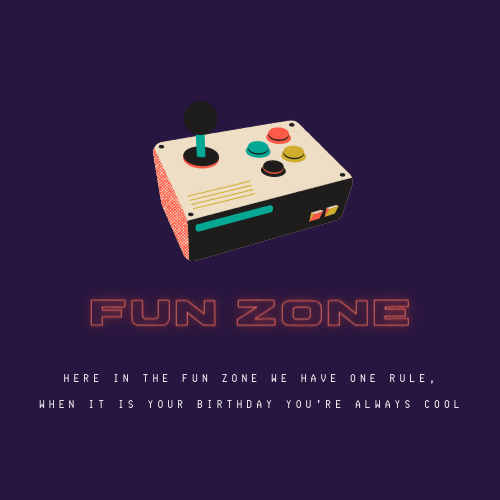 FUN ZONE
HERE IN THE FUN ZONE WE HAVE ONE RULE,
WHEN IT IS YOUR BIRTHDAY YOU'RE ALWAYS COOL